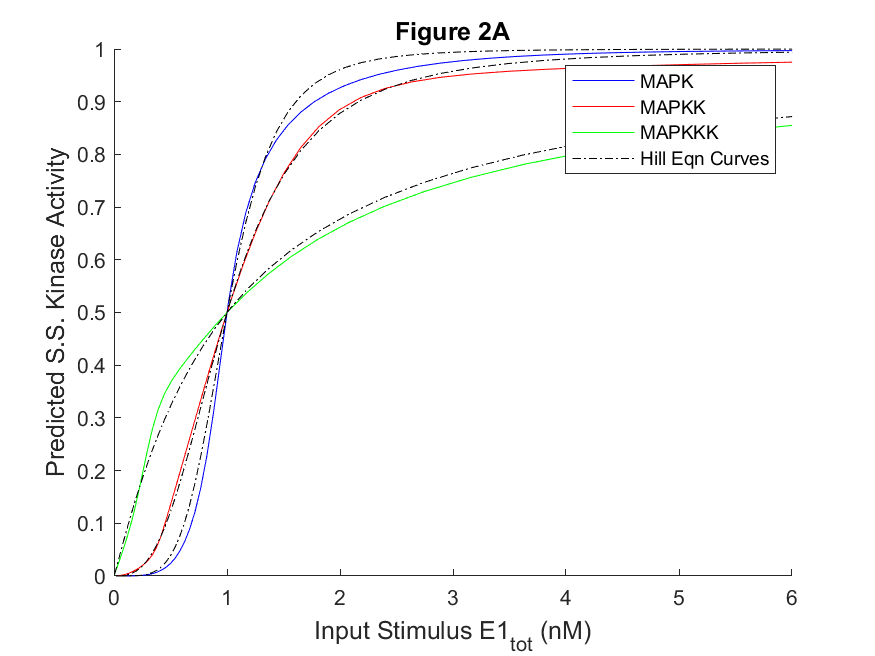 Figure 2A
Predicted S.S. Kinase Activity
1
0.9
0.8
0.7
0.6
0.5
0.4
0.3
0.2
0.1
0
MAPK
MAPKK
MAPKKK
Hill Eqn Curves
0 1 2 3 4 5 6
Input Stimulus E1tot (nM)